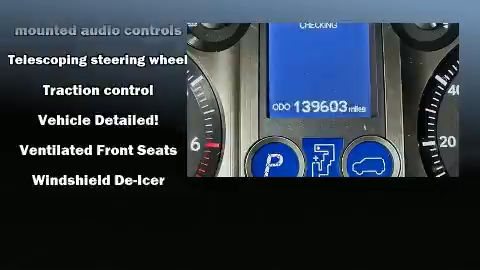 mounted audio controls
Telescoping steering wheel
Traction control
Vehicle Detailed!
Ventilated Front Seats
Windshield De-Icer
CHECKING
ODO 139603 miles
6
P
40
20